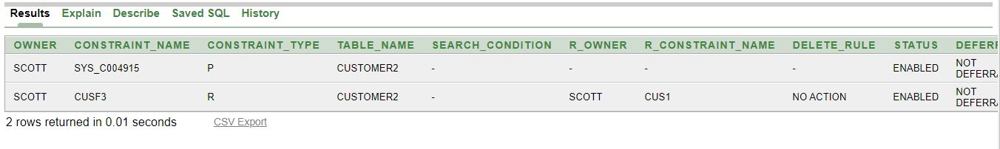 Results Explain Describe Saved SQL History
OWNER CONSTRAINT_NAME CONSTRAINT_TYPE TABLE_NAME SEARCH_CONDITION R_OWNER R_CONSTRAINT_NAME DELETE_RULE STATUS DEFERR
SCOTT SYS_C004915 P CUSTOMER2 - - - - ENABLED NOT
DEFERRA
SCOTT CUSF3 R CUSTOMER2 - SCOTT CUS1 NO ACTION ENABLED NOT
DEFERRA
2 rows returned in 0.01 seconds CSV Export